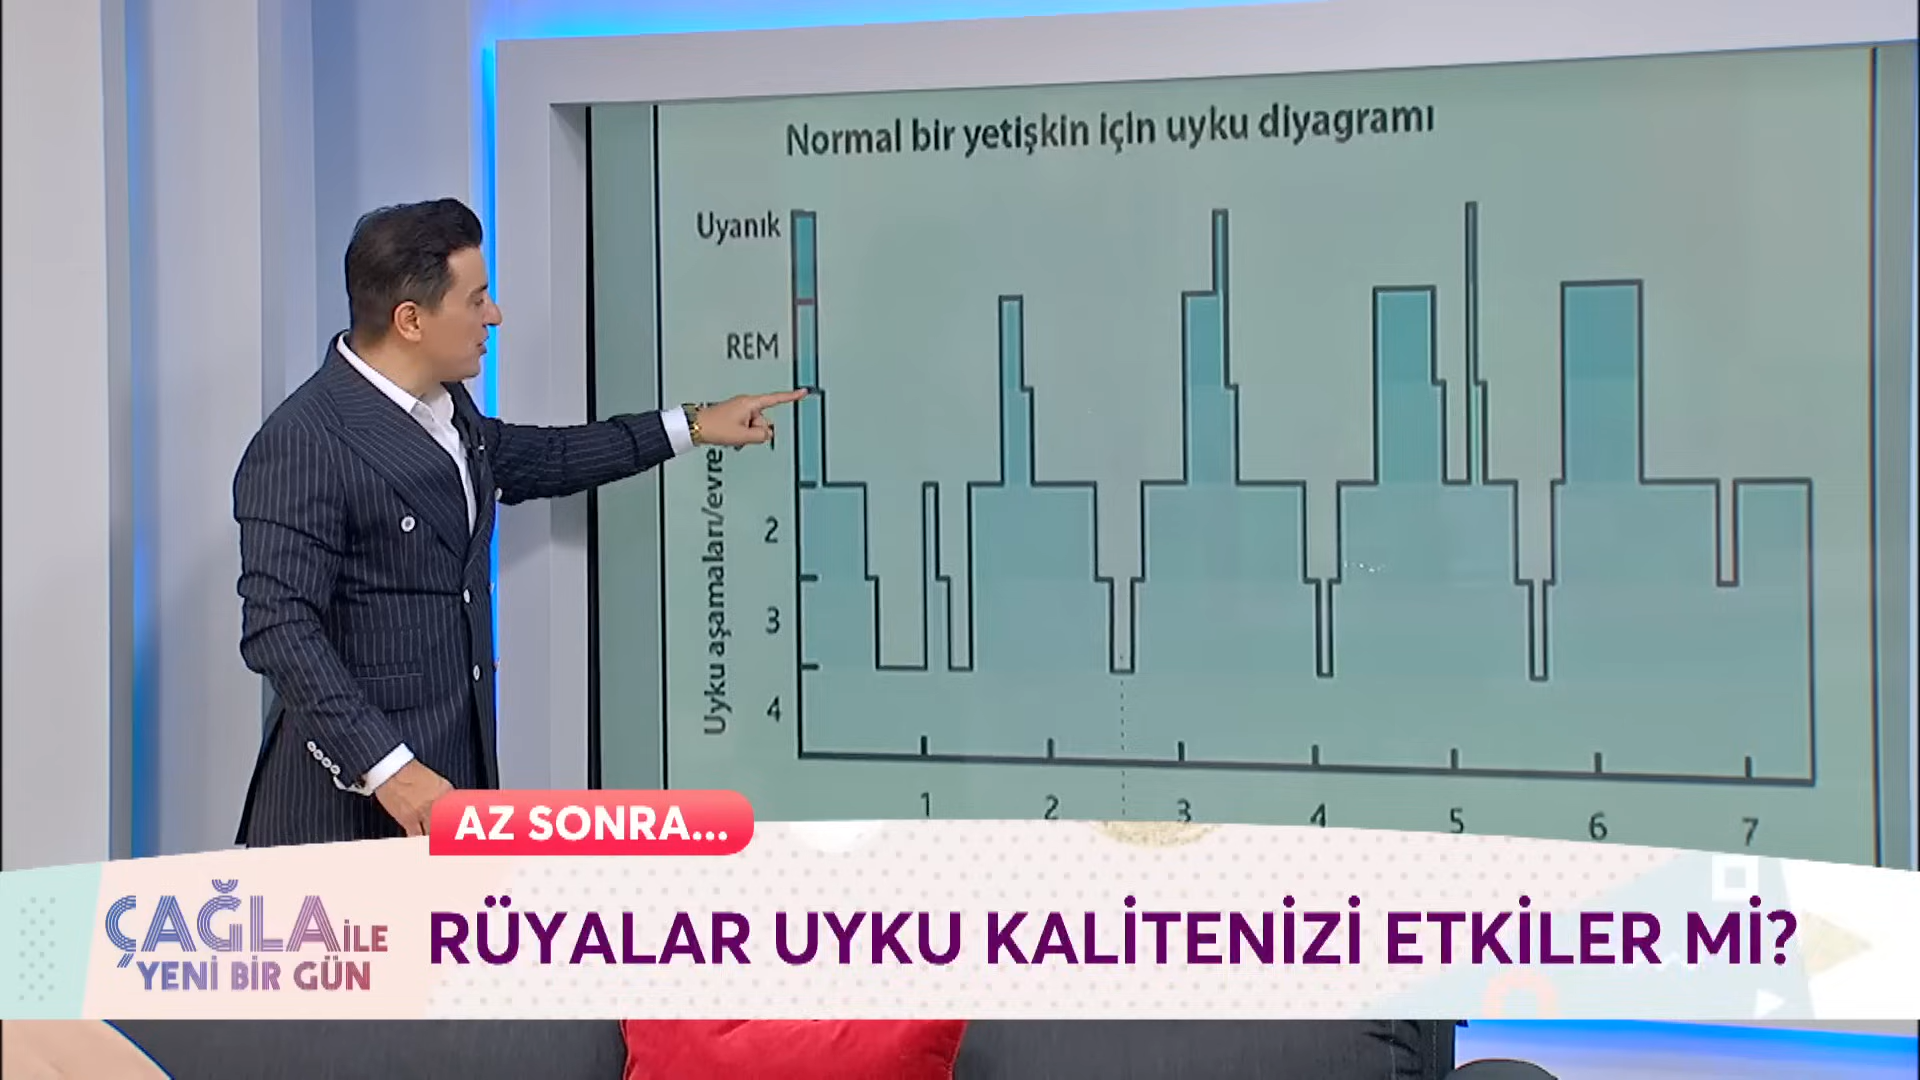 Normal bir yetişkin için uyku diyagramı
Uyanık
REM
1
2
3
4
Uyku aşamaları/evre
1 2 3 4 5 6 7
AZ SONRA...
ÇAĞLA İLE
YENİ BİR GÜN
RÜYALAR UYKU KALİTENİZİ ETKİLER Mİ?